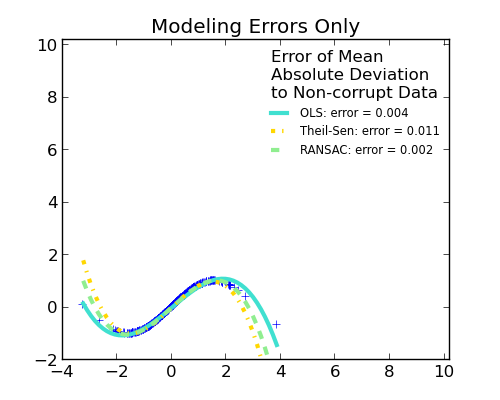 Modeling Errors Only
Error of Mean
Absolute Deviation
to Non-corrupt Data
OLS: error = 0.004
Theil-Sen: error = 0.011
RANSAC: error = 0.002
10
8
6
4
2
0
−2
−4 −2 0 2 4 6 8 10